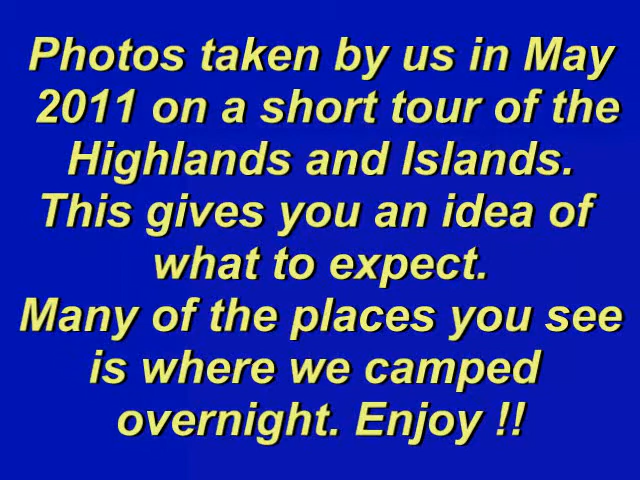 Photos taken by us in May
2011 on a short tour of the
Highlands and Islands.
This gives you an idea of
what to expect.
Many of the places you see
is where we camped
overnight. Enjoy !!